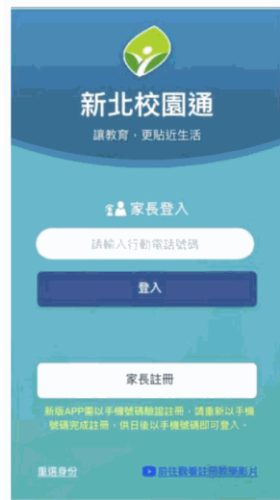 新北校園通
讓教育，更貼近生活
家長登入
請輸入行動電話號碼
登入
家長註冊
新版APP需以手機號碼驗證註冊，請重新以手機
號碼完成註冊，供日後以手機號碼即可登入。
重選身份
前往觀看註冊教學影片